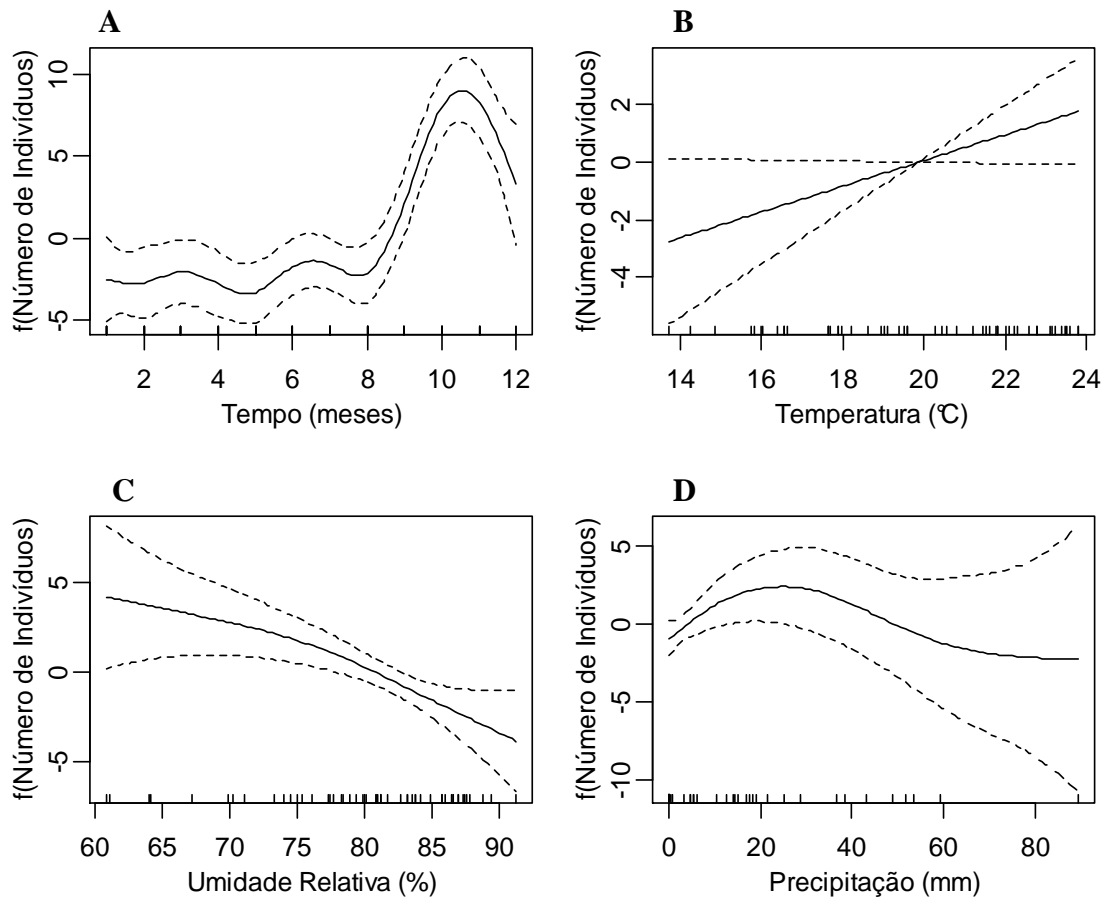 A
f(Número de Indivíduos)
10
5
0
-5
2 4 6 8 10 12
Tempo (meses)
B
f(Número de Indivíduos)
2
0
-2
-4
14 16 18 20 22 24
Temperatura (°C)
C
f(Número de Indivíduos)
5
0
-5
60 65 70 75 80 85 90
Umidade Relativa (%)
D
f(Número de Indivíduos)
5
0
-5
-10
0 20 40 60 80
Precipitação (mm)